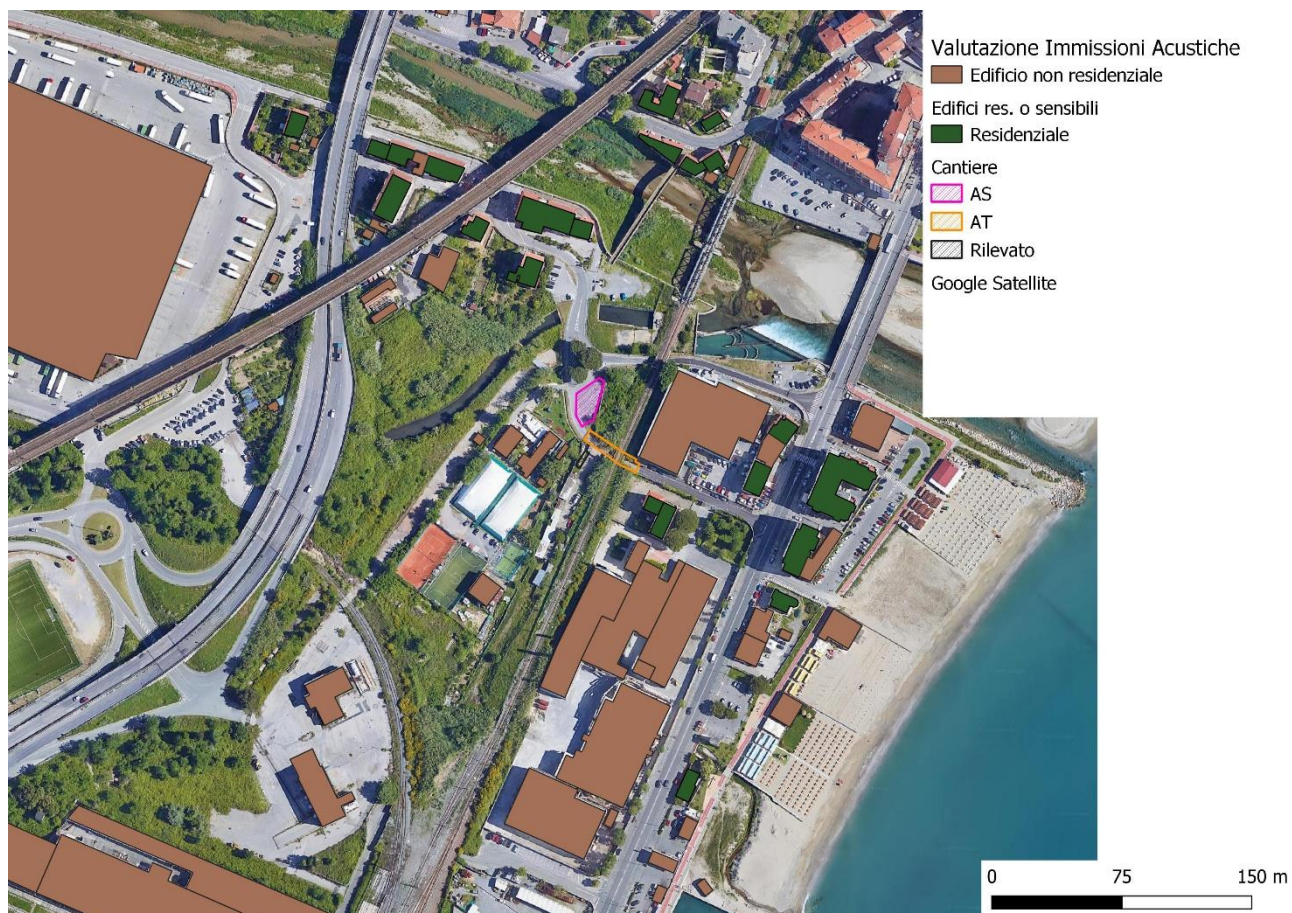 Valutazione Immissioni Acustiche
Edificio non residenziale
Edifici res. o sensibili
Residenziale
Cantiere
AS
AT
Rilevato
Google Satellite
0 75 150 m